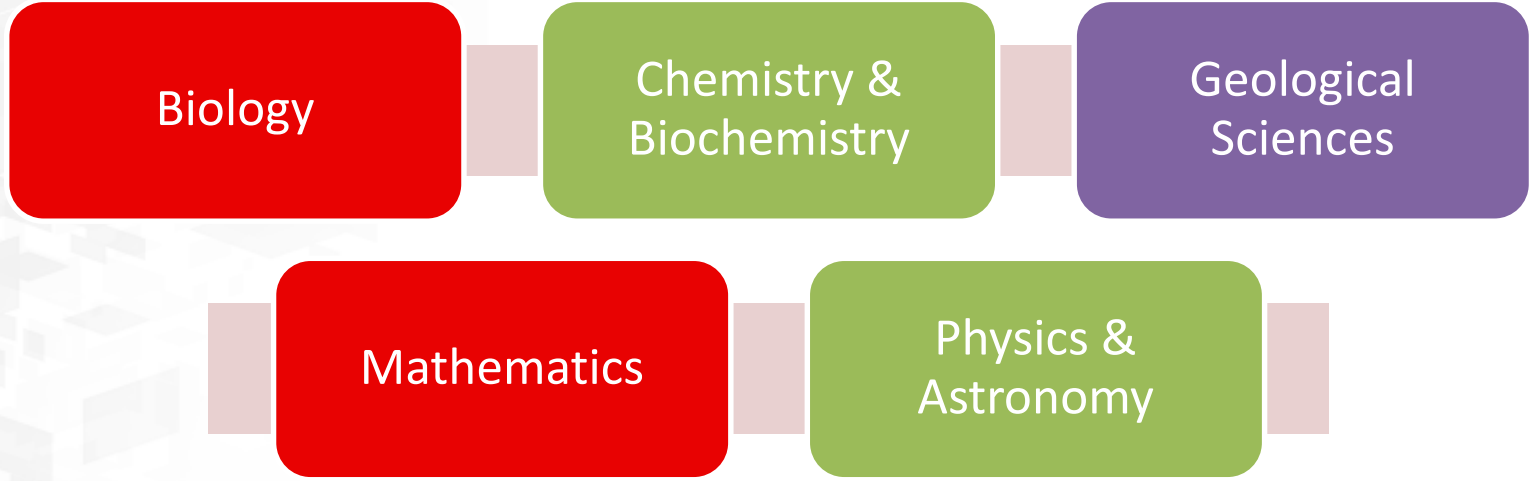 Biology
Chemistry &
Biochemistry
Geological
Sciences
Mathematics
Physics &
Astronomy